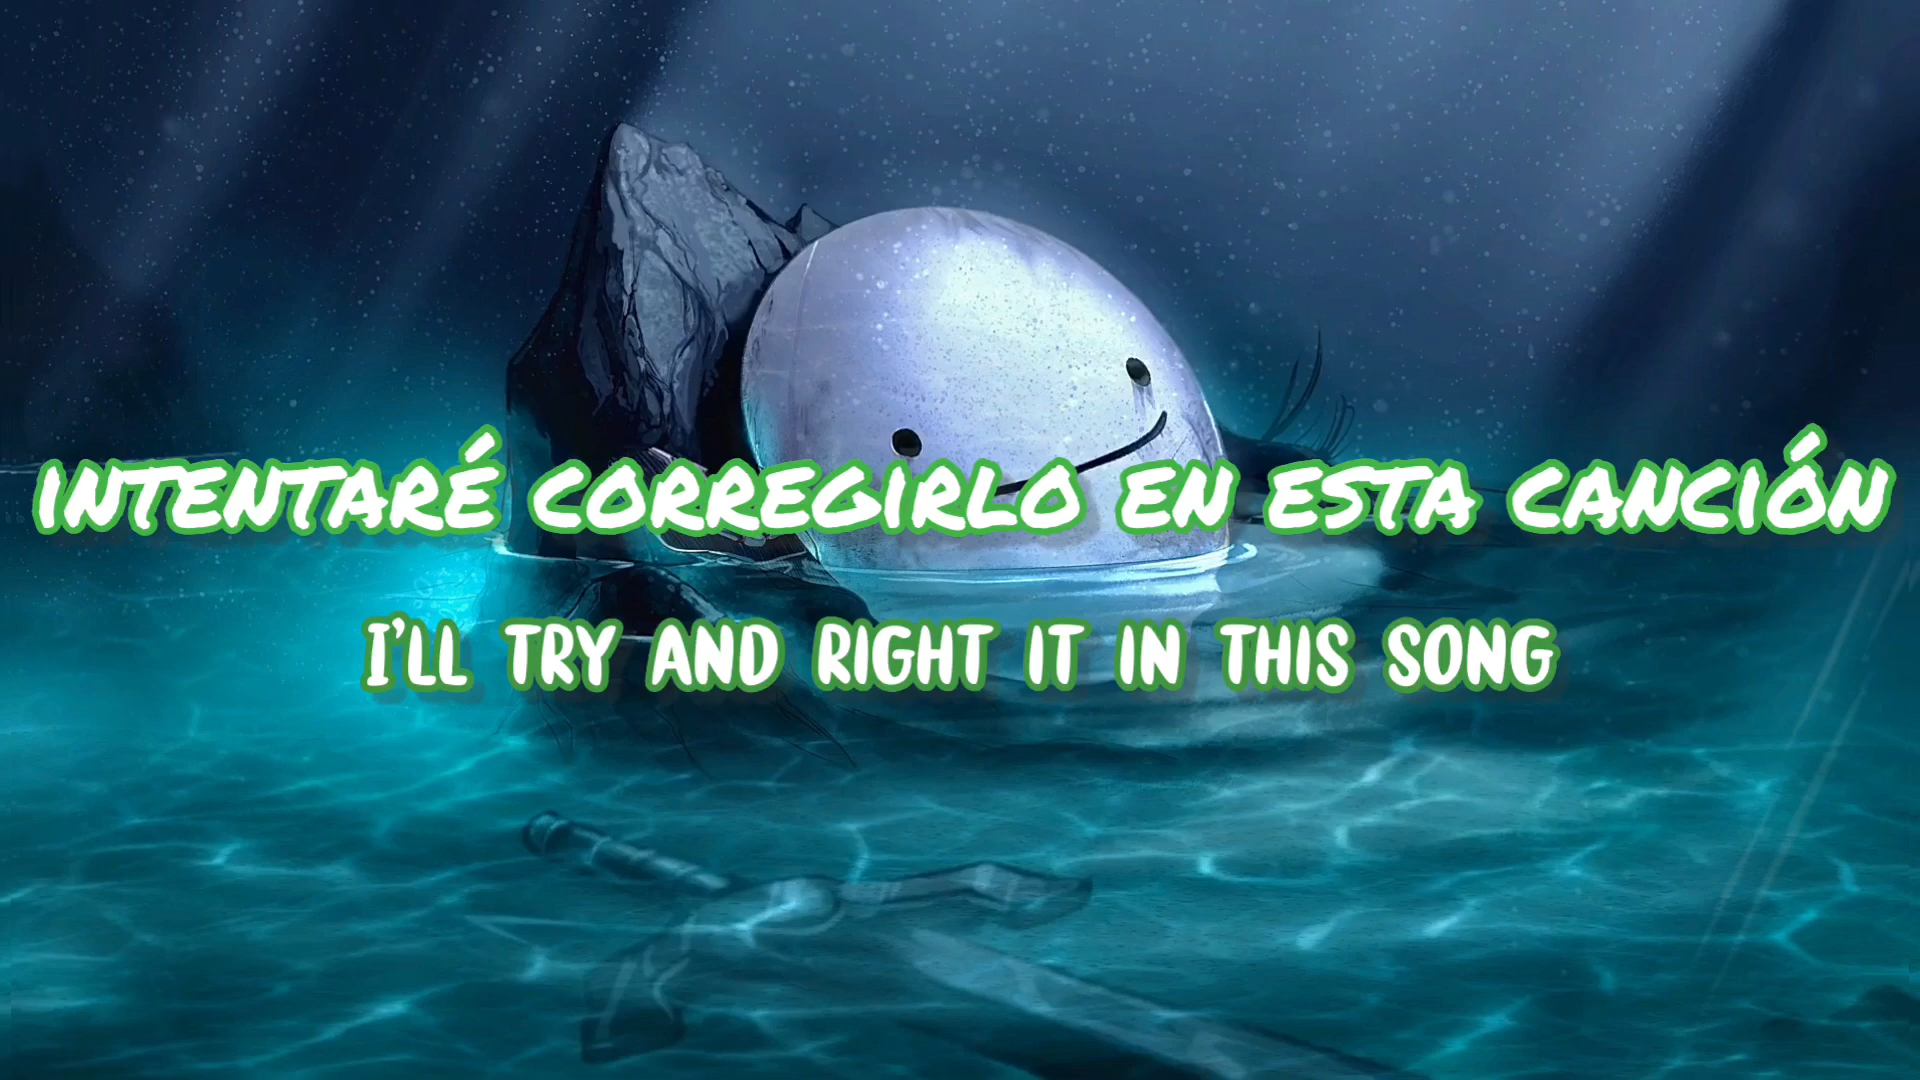 INTENTARÉ CORREGIRLO EN ESTA CANCIÓN
I'LL TRY AND RIGHT IT IN THIS SONG